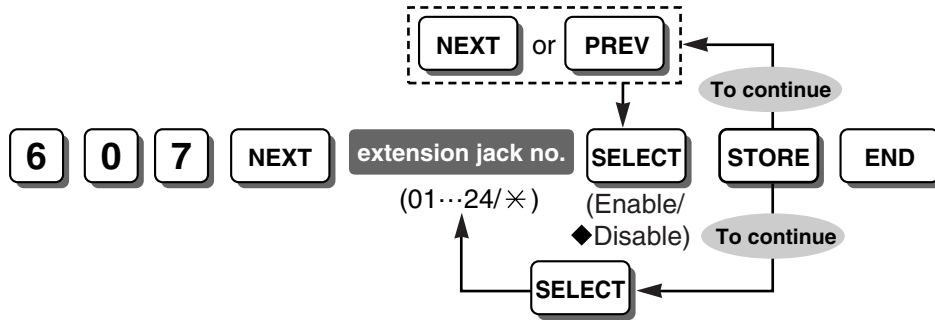 NEXT or PREV
To continue
6 0 7 NEXT extension jack no. SELECT STORE END
(01···24/✳) (Enable/
◆Disable)
To continue
SELECT